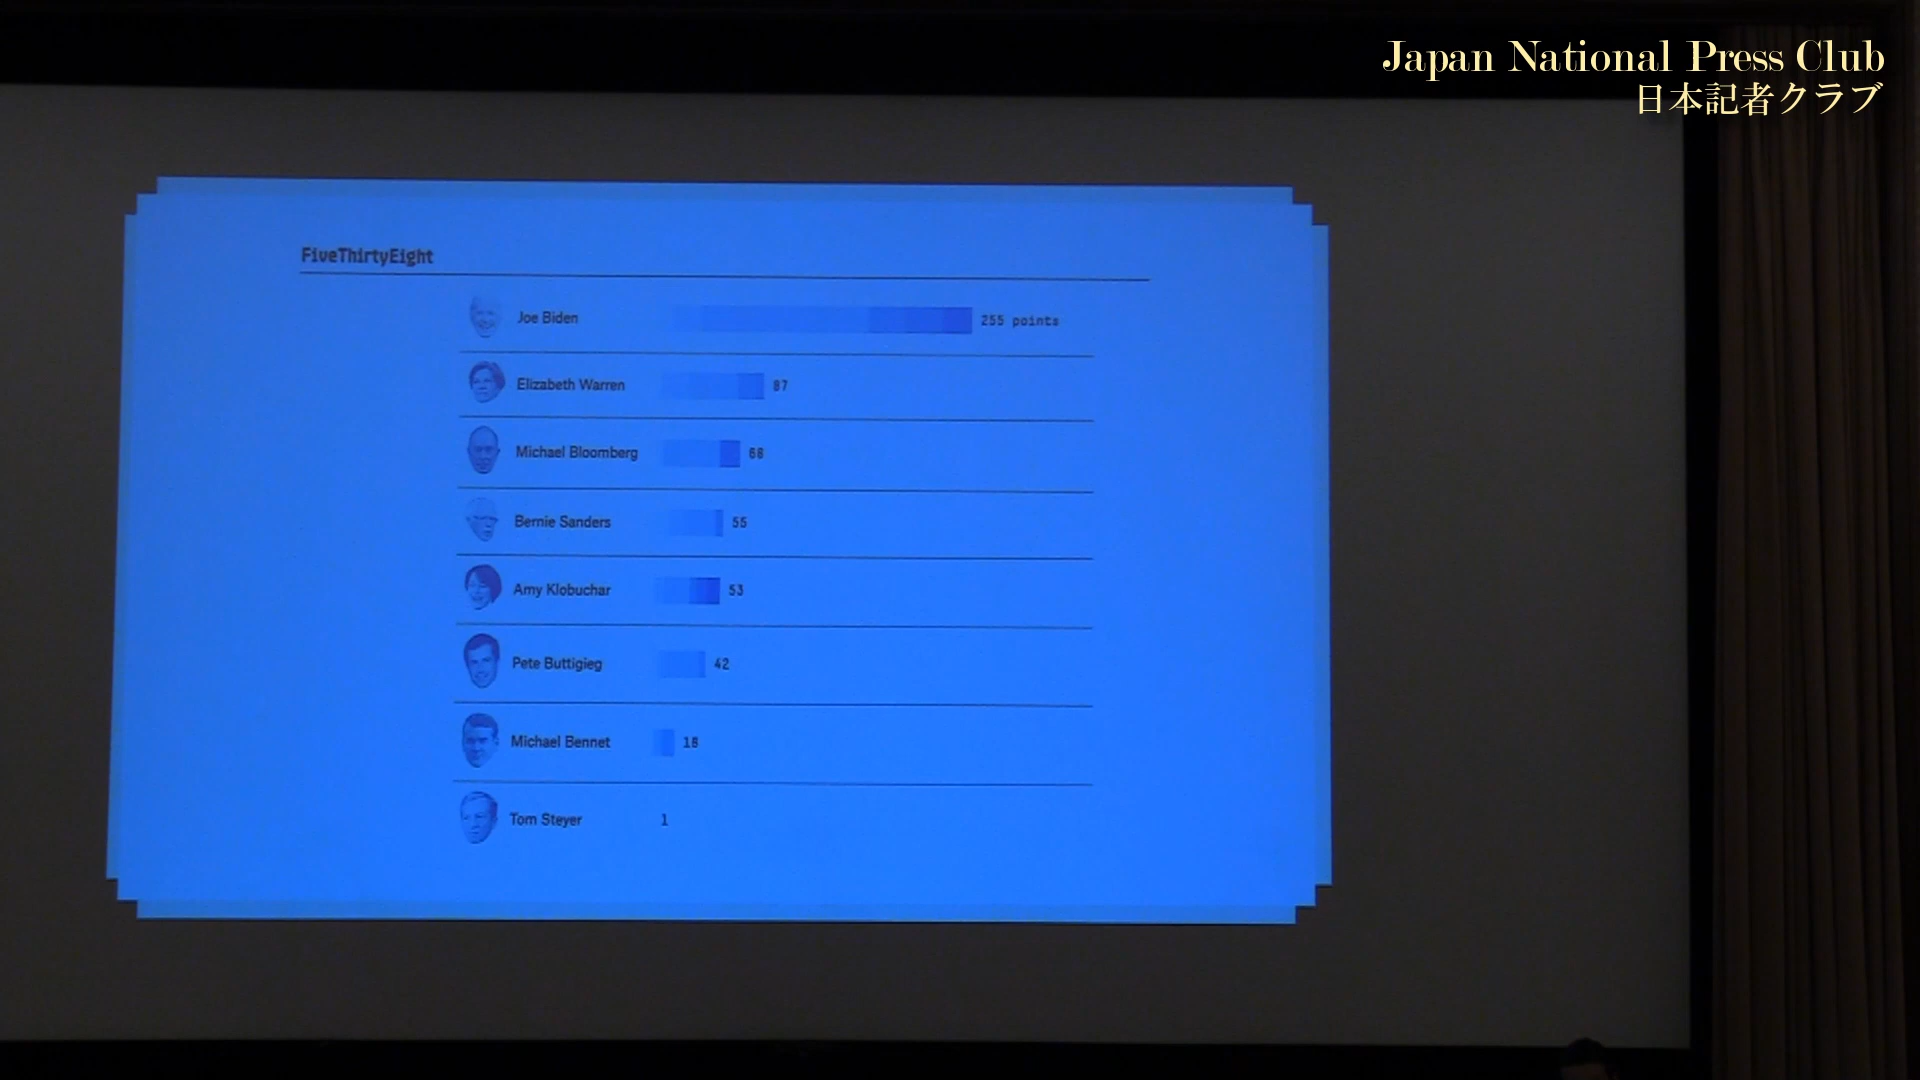 Japan National Press Club
日本記者クラブ
FiveThirtyEight
Joe Biden 255 points
Elizabeth Warren 87
Michael Bloomberg 68
Bernie Sanders 55
Amy Klobuchar 53
Pete Buttigieg 42
Michael Bennet 18
Tom Steyer 1